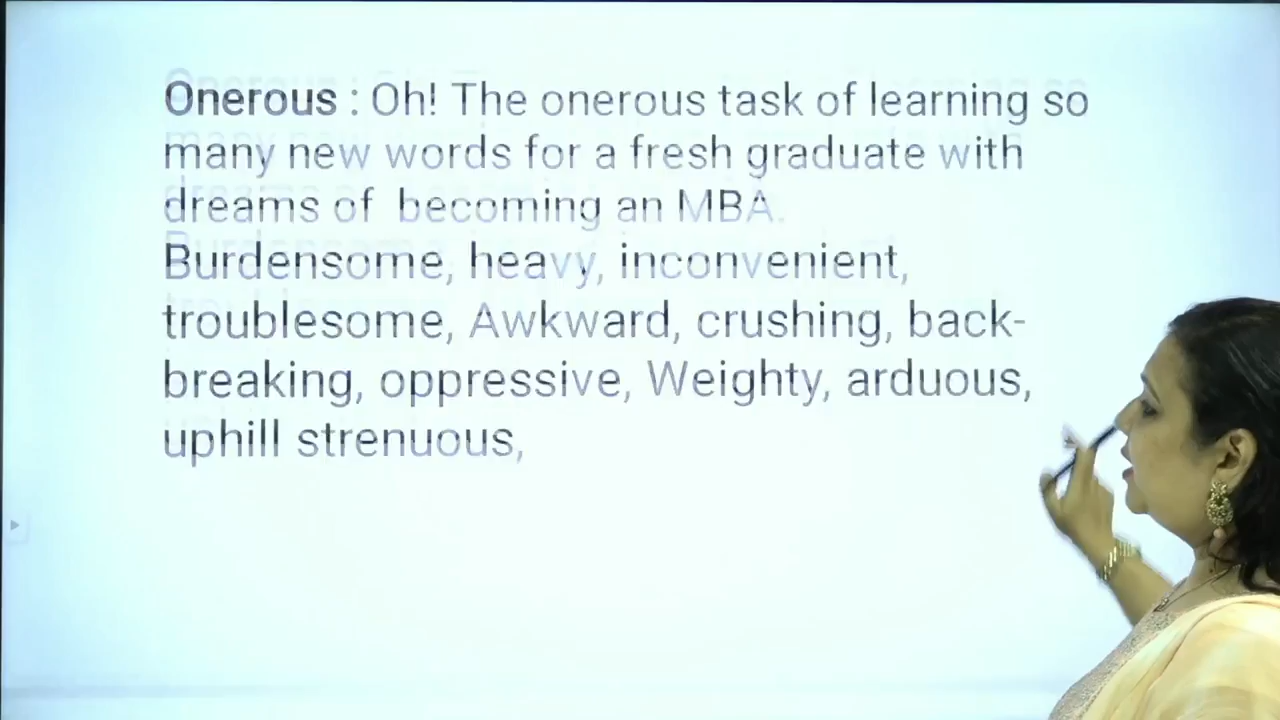 Onerous : Oh! The onerous task of learning so
many new words for a fresh graduate with
dreams of becoming an MBA.
Burdensome, heavy, inconvenient,
troublesome, Awkward, crushing, back-
breaking, oppressive, Weighty, arduous,
uphill strenuous,